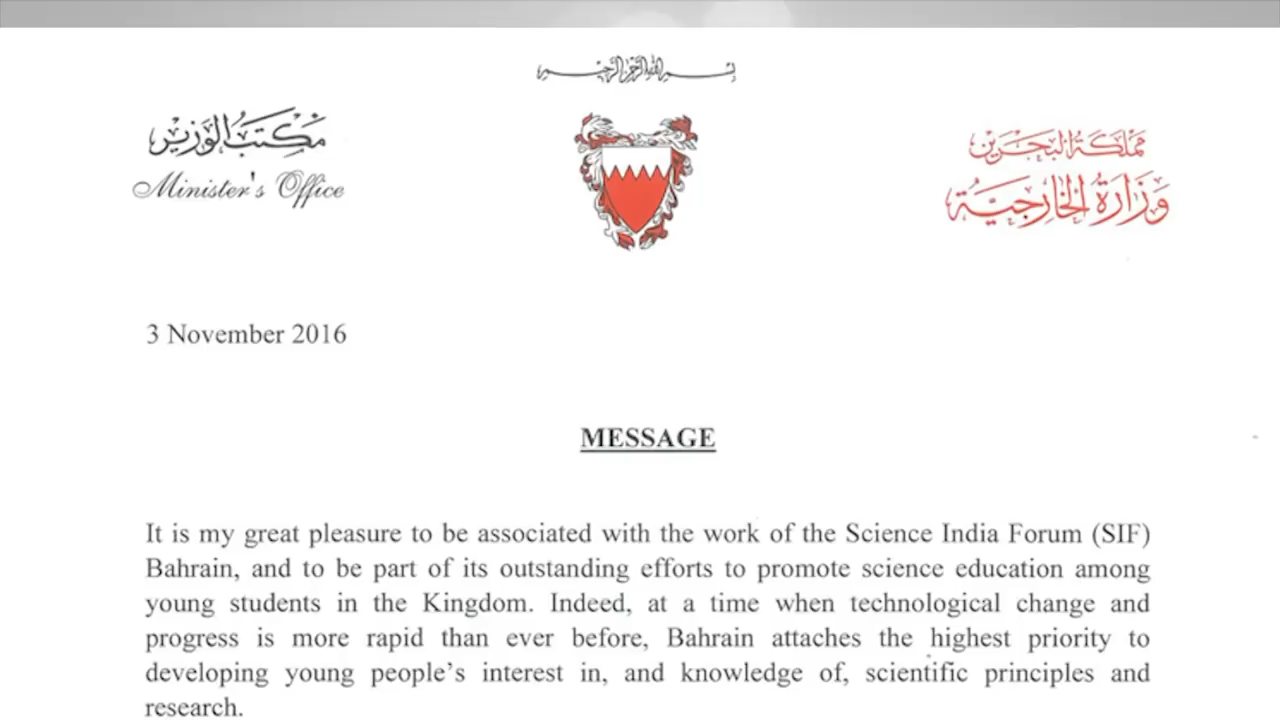 بسم الله الرحمن الرحيم
مكتب الوزير
Minister's Office
مملكة البحرين
وزارة الخارجية
3 November 2016
MESSAGE
It is my great pleasure to be associated with the work of the Science India Forum (SIF)
Bahrain, and to be part of its outstanding efforts to promote science education among
young students in the Kingdom. Indeed, at a time when technological change and
progress is more rapid than ever before, Bahrain attaches the highest priority to
developing young people’s interest in, and knowledge of, scientific principles and
research.